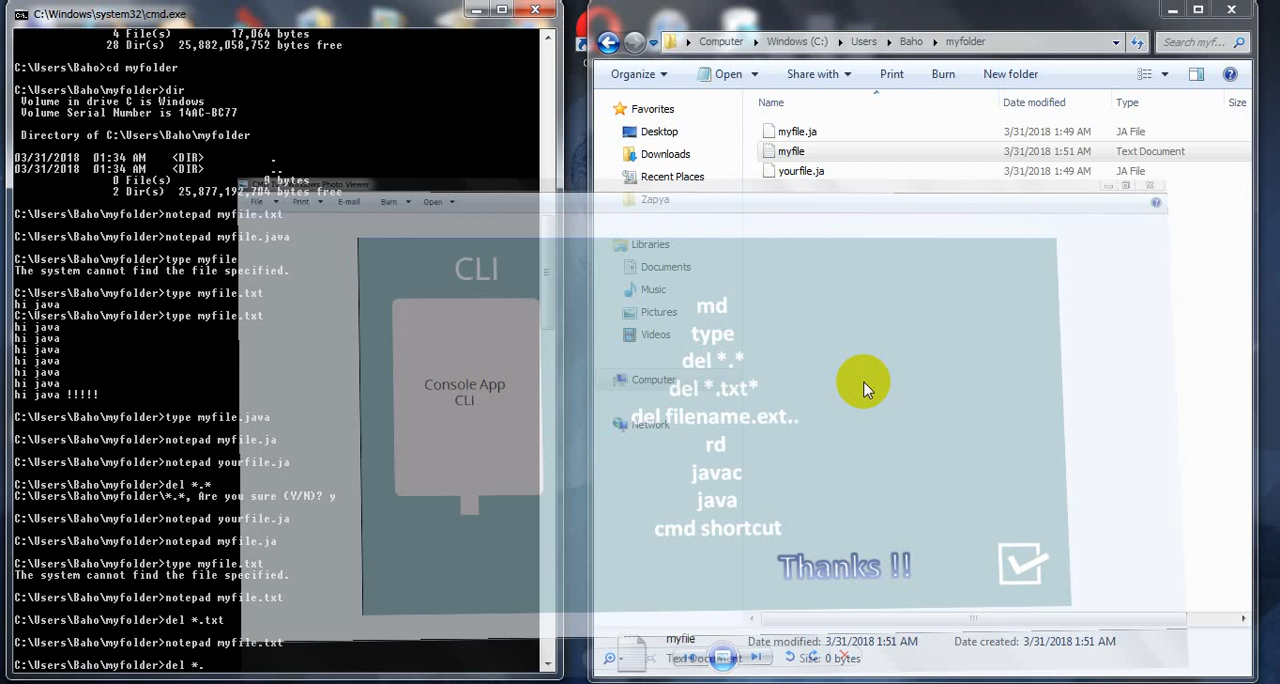 C:\Windows\system32\cmd.exe
4 File(s) 17,064 bytes
28 Dir(s) 25,882,058,752 bytes free
C:\Users\Baho>cd myfolder
C:\Users\Baho\myfolder>dir
Volume in drive C is Windows
Volume Serial Number is 14AC-BC77
Directory of C:\Users\Baho\myfolder
03/31/2018 01:34 AM <DIR> .
03/31/2018 01:34 AM <DIR> ..
0 File(s) 0 bytes
2 Dir(s) 25,877,192,704 bytes free
C:\Users\Baho\myfolder>notepad myfile.txt
C:\Users\Baho\myfolder>notepad myfile.java
C:\Users\Baho\myfolder>type myfile
The system cannot find the file specified.
C:\Users\Baho\myfolder>type myfile.txt
hi java
C:\Users\Baho\myfolder>type myfile.txt
hi java
hi java
hi java
hi java
hi java
hi java
hi java !!!!!
C:\Users\Baho\myfolder>type myfile.java
C:\Users\Baho\myfolder>notepad myfile.ja
C:\Users\Baho\myfolder>notepad yourfile.ja
C:\Users\Baho\myfolder>del *.*
C:\Users\Baho\myfolder\*.*, Are you sure (Y/N)? y
C:\Users\Baho\myfolder>notepad yourfile.ja
C:\Users\Baho\myfolder>notepad myfile.ja
C:\Users\Baho\myfolder>type myfile.txt
The system cannot find the file specified.
C:\Users\Baho\myfolder>notepad myfile.txt
C:\Users\Baho\myfolder>del *.txt
C:\Users\Baho\myfolder>notepad myfile.txt
C:\Users\Baho\myfolder>del *.
Windows Photo Viewer
File Print E-mail Burn Open
CLI
Console App
CLI
md
type
del *.*
del *.txt*
del filename.ext..
rd
javac
java
cmd shortcut
Thanks !!
Computer Windows (C:) Users Baho myfolder
Search myf...
Organize Open Share with Print Burn New folder
Favorites
Desktop
Downloads
Recent Places
Zapya
Libraries
Documents
Music
Pictures
Videos
Computer
Network
Name Date modified Type Size
myfile.ja 3/31/2018 1:49 AM JA File
myfile 3/31/2018 1:51 AM Text Document
yourfile.ja 3/31/2018 1:49 AM JA File
myfile Date modified: 3/31/2018 1:51 AM Date created: 3/31/2018 1:51 AM
Text Document Size: 0 bytes